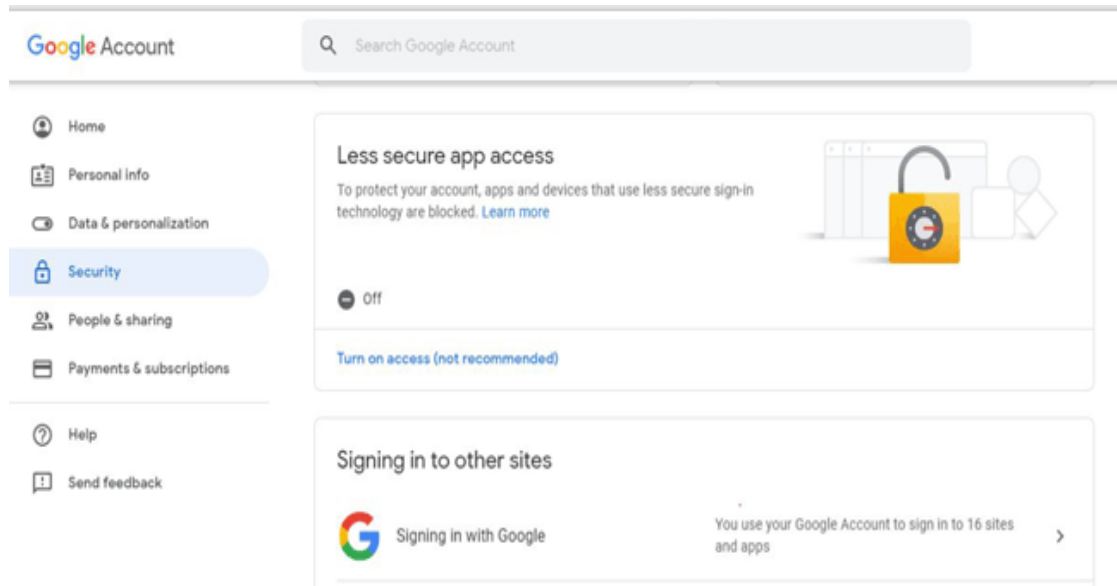 Google Account
Search Google Account
Home
Personal info
Data & personalization
Security
People & sharing
Payments & subscriptions
Help
Send feedback
Less secure app access
To protect your account, apps and devices that use less secure sign-in
technology are blocked. Learn more
Off
Turn on access (not recommended)
Signing in to other sites
Signing in with Google
You use your Google Account to sign in to 16 sites
and apps